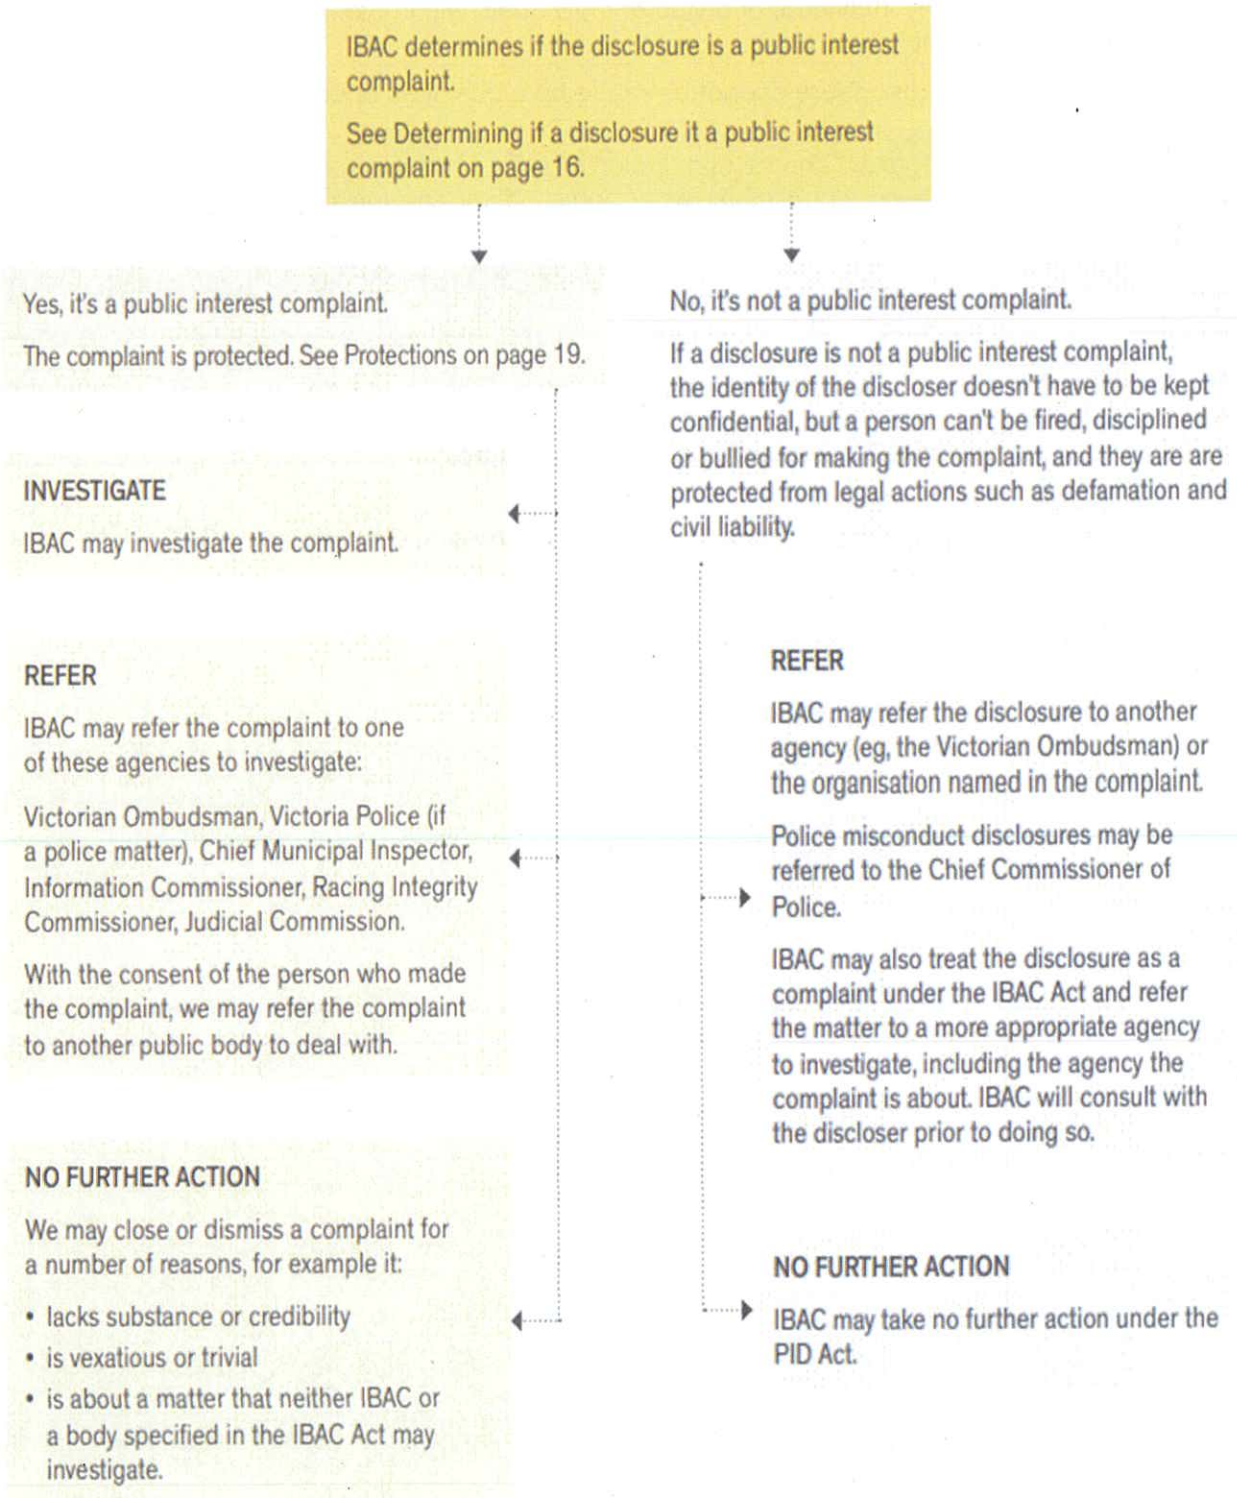 IBAC determines if the disclosure is a public interest
complaint.
See Determining if a disclosure it a public interest
complaint on page 16.
Yes, it's a public interest complaint.
The complaint is protected. See Protections on page 19.
INVESTIGATE
IBAC may investigate the complaint.
REFER
IBAC may refer the complaint to one
of these agencies to investigate:
Victorian Ombudsman, Victoria Police (if
a police matter), Chief Municipal Inspector,
Information Commissioner, Racing Integrity
Commissioner, Judicial Commission.
With the consent of the person who made
the complaint, we may refer the complaint
to another public body to deal with.
NO FURTHER ACTION
We may close or dismiss a complaint for
a number of reasons, for example it:
• lacks substance or credibility
• is vexatious or trivial
• is about a matter that neither IBAC or
a body specified in the IBAC Act may
investigate.
No, it's not a public interest complaint.
If a disclosure is not a public interest complaint,
the identity of the discloser doesn't have to be kept
confidential, but a person can't be fired, disciplined
or bullied for making the complaint, and they are are
protected from legal actions such as defamation and
civil liability.
REFER
IBAC may refer the disclosure to another
agency (eg, the Victorian Ombudsman) or
the organisation named in the complaint.
Police misconduct disclosures may be
referred to the Chief Commissioner of
Police.
IBAC may also treat the disclosure as a
complaint under the IBAC Act and refer
the matter to a more appropriate agency
to investigate, including the agency the
complaint is about. IBAC will consult with
the discloser prior to doing so.
NO FURTHER ACTION
IBAC may take no further action under the
PID Act.